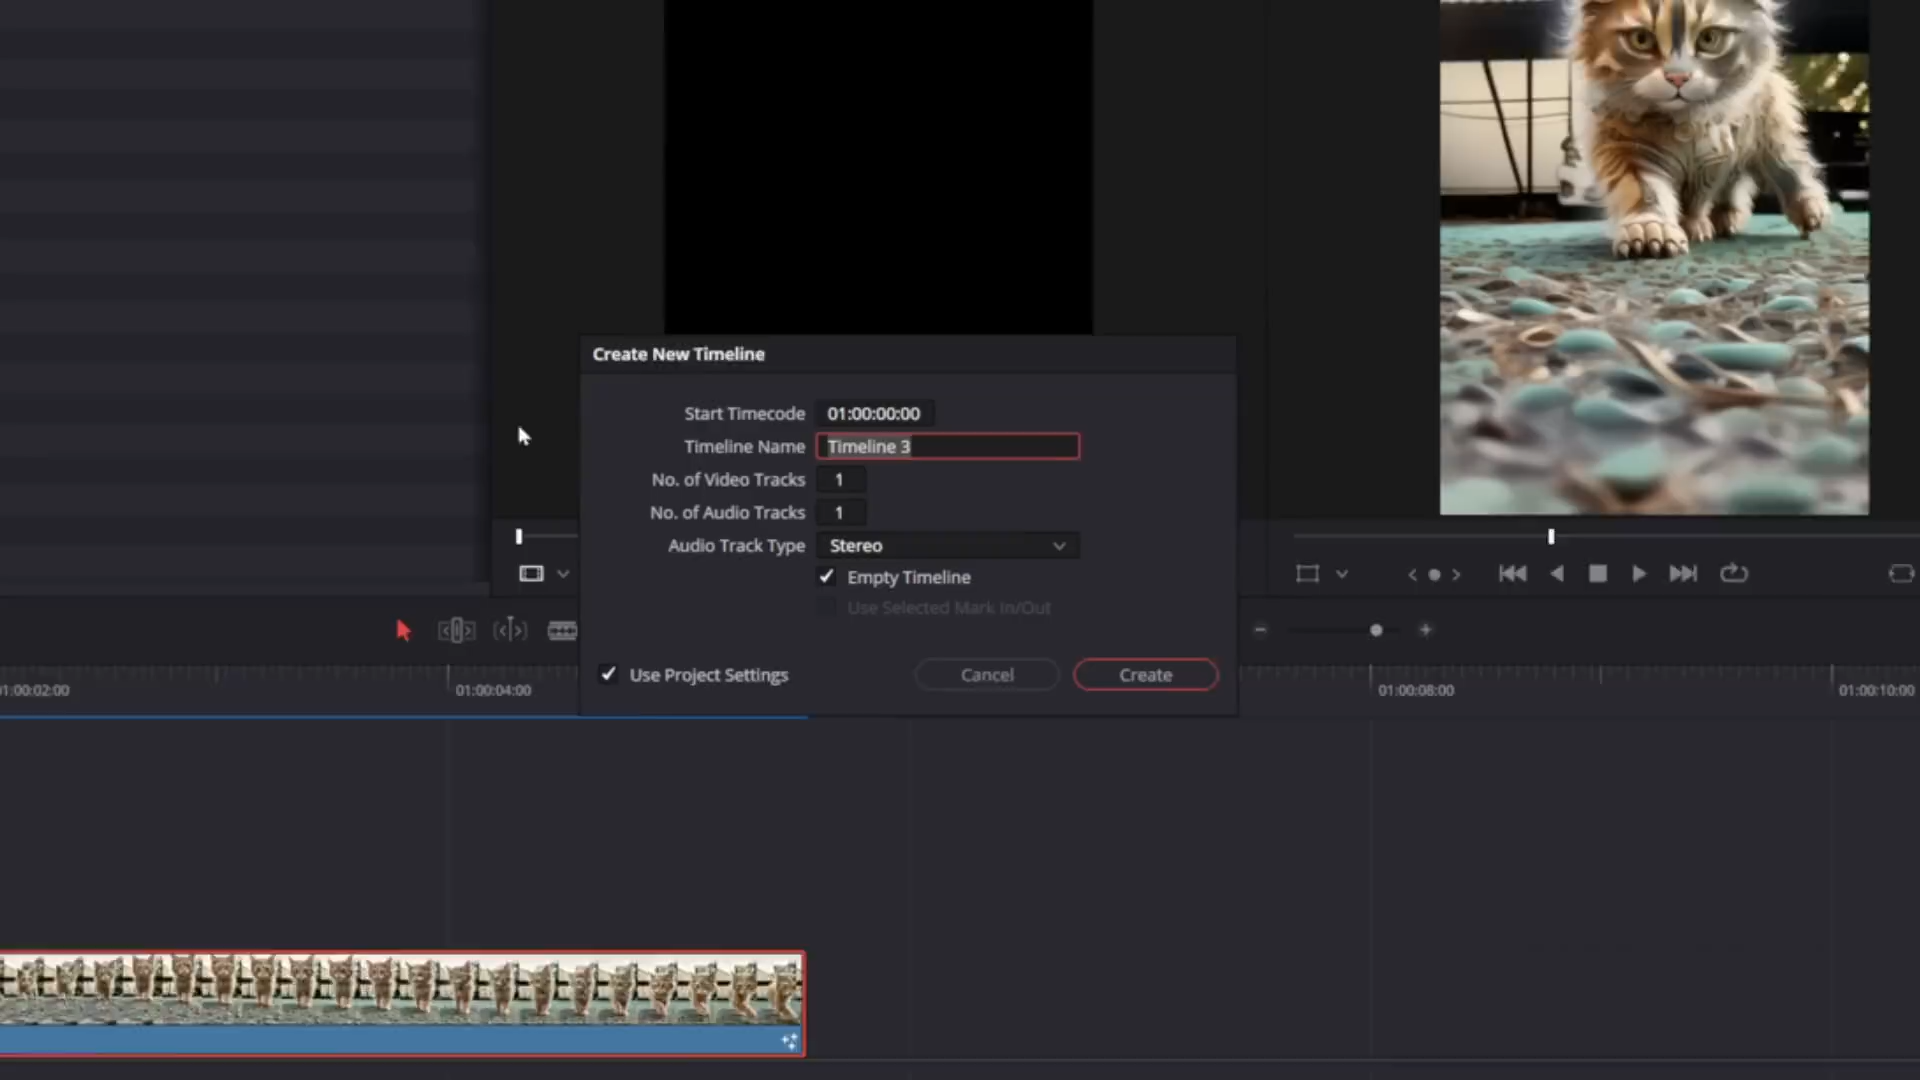 Create New Timeline
Start Timecode 01:00:00:00
Timeline Name Timeline 3
No. of Video Tracks 1
No. of Audio Tracks 1
Audio Track Type Stereo
Empty Timeline
Use Selected Mark In/Out
Use Project Settings Cancel Create
1:00:02:00 01:00:04:00 01:00:08:00 01:00:10:00